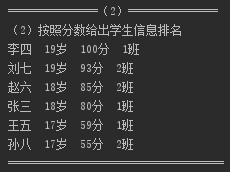 (2)
(2)按照分数给出学生信息排名
李四 19岁 100分 1班
刘七 19岁 93分 2班
赵六 18岁 85分 2班
张三 18岁 80分 1班
王五 17岁 59分 1班
孙八 17岁 55分 2班